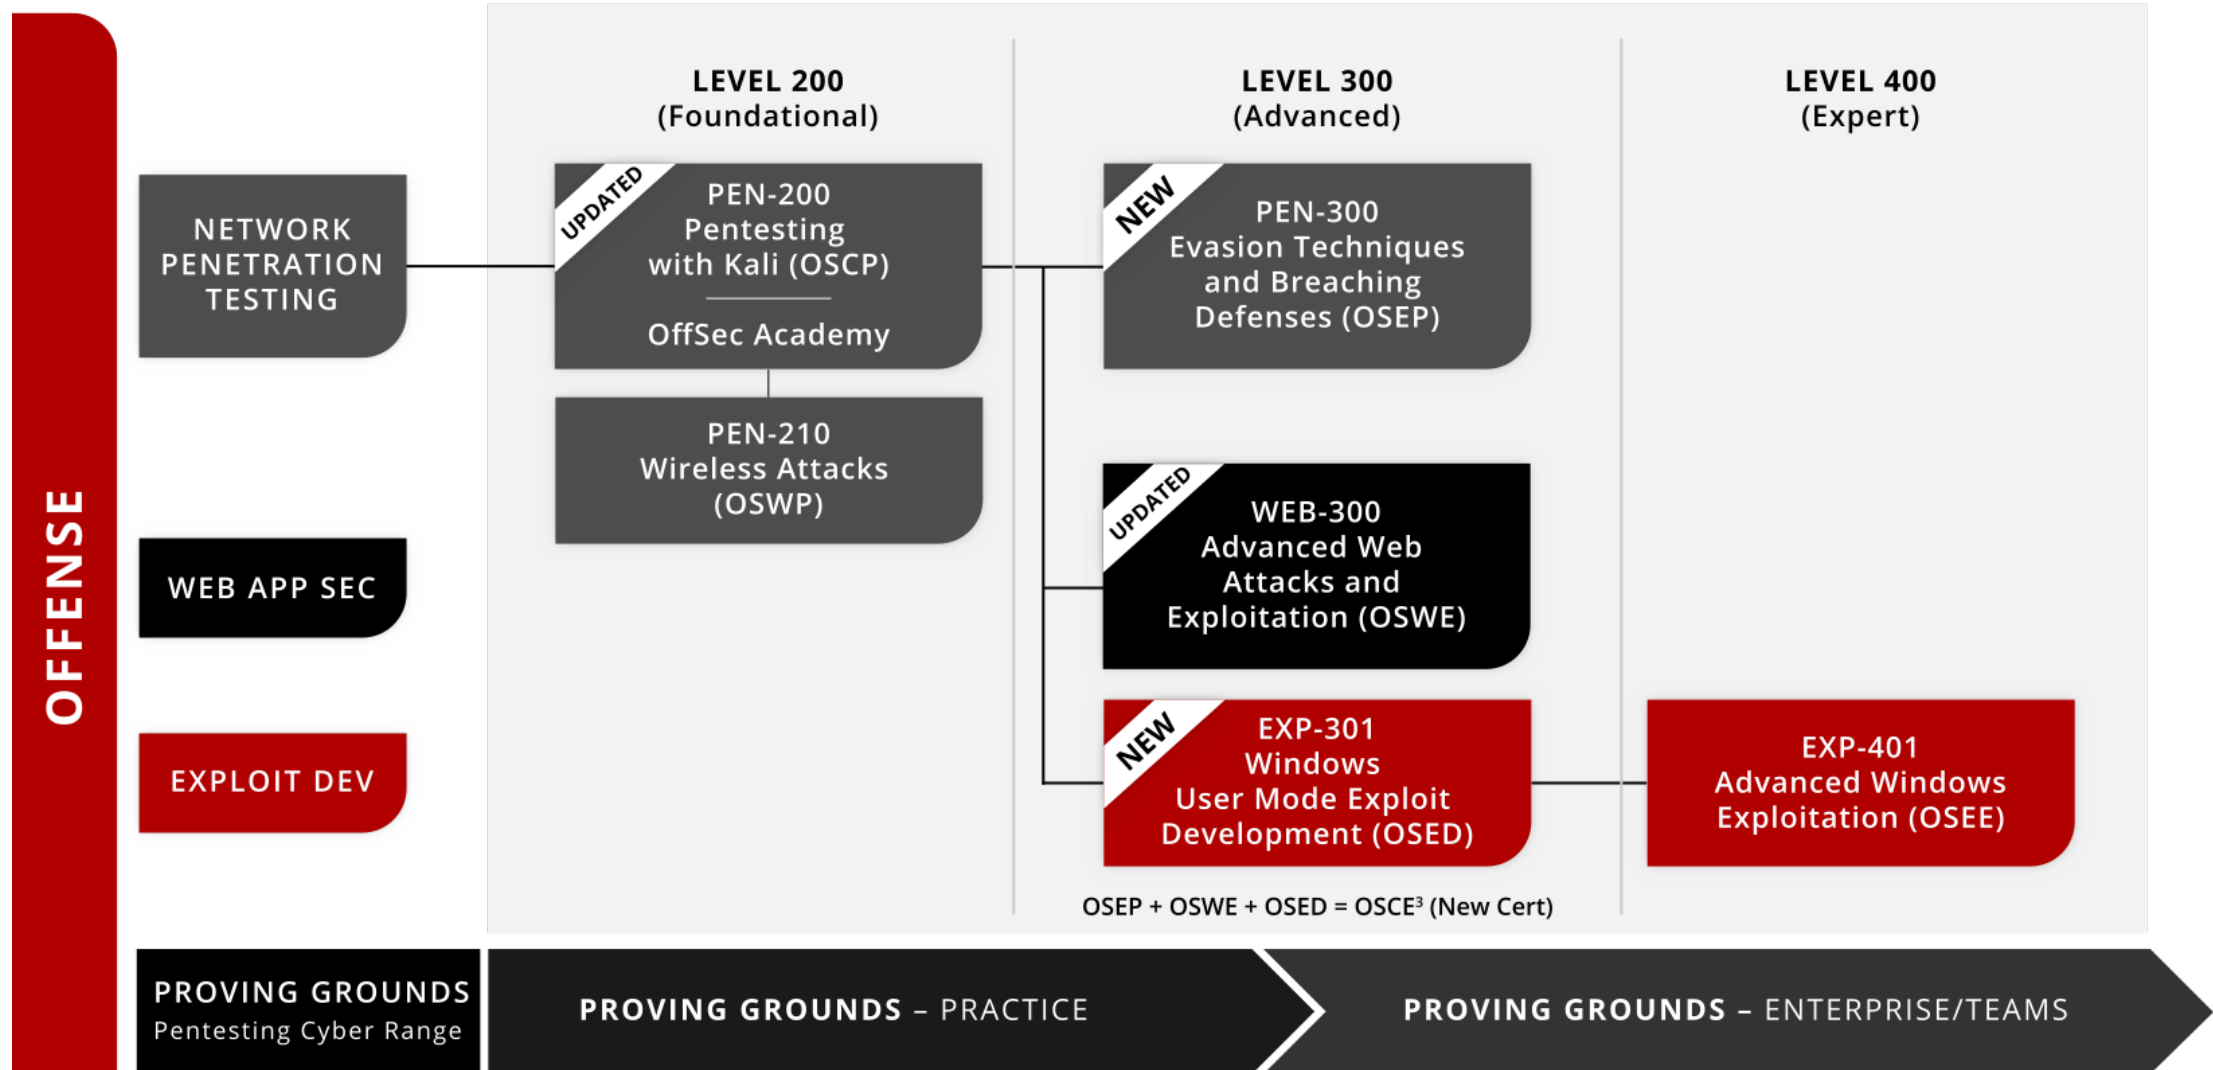 OFFENSE
LEVEL 200
(Foundational)
LEVEL 300
(Advanced)
LEVEL 400
(Expert)
NETWORK
PENETRATION
TESTING
UPDATED
PEN-200
Pentesting
with Kali (OSCP)
OffSec Academy
NEW
PEN-300
Evasion Techniques
and Breaching
Defenses (OSEP)
PEN-210
Wireless Attacks
(OSWP)
WEB APP SEC
UPDATED
WEB-300
Advanced Web
Attacks and
Exploitation (OSWE)
EXPLOIT DEV
NEW
EXP-301
Windows
User Mode Exploit
Development (OSED)
EXP-401
Advanced Windows
Exploitation (OSEE)
OSEP + OSWE + OSED = OSCE³ (New Cert)
PROVING GROUNDS
Pentesting Cyber Range
PROVING GROUNDS – PRACTICE
PROVING GROUNDS – ENTERPRISE/TEAMS